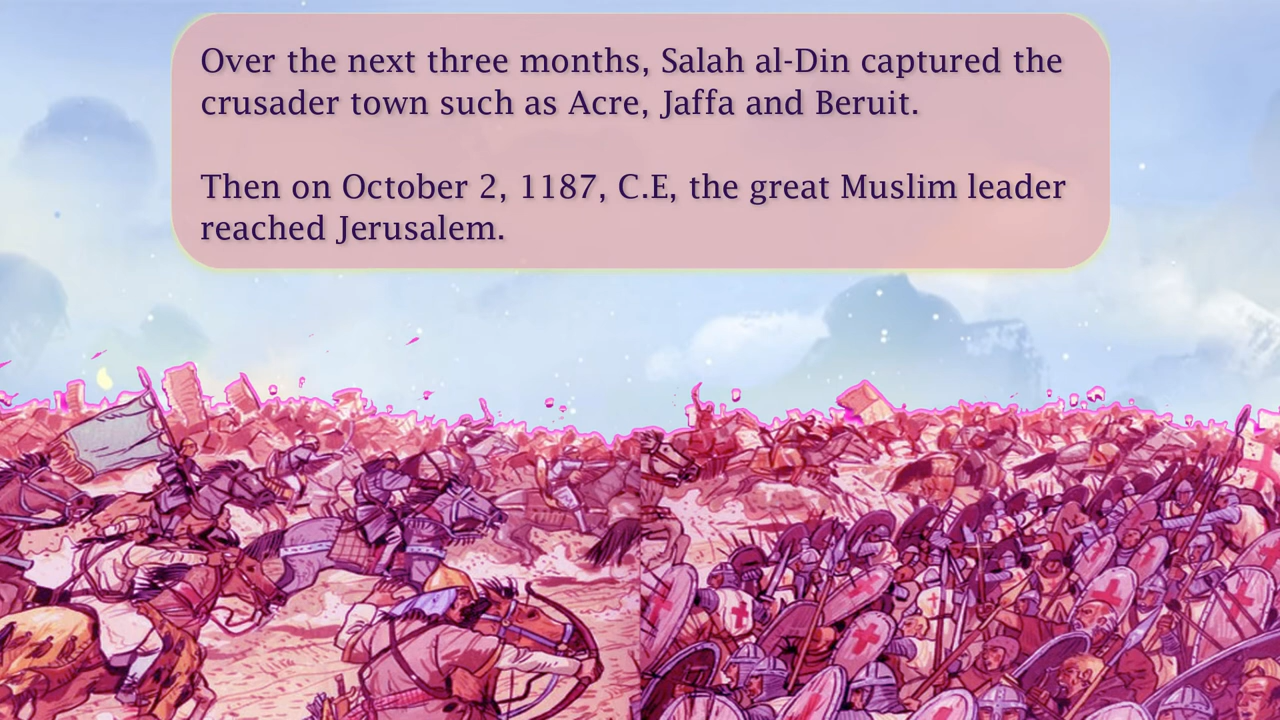 Over the next three months, Salah al-Din captured the
crusader town such as Acre, Jaffa and Beruit.
Then on October 2, 1187, C.E, the great Muslim leader
reached Jerusalem.